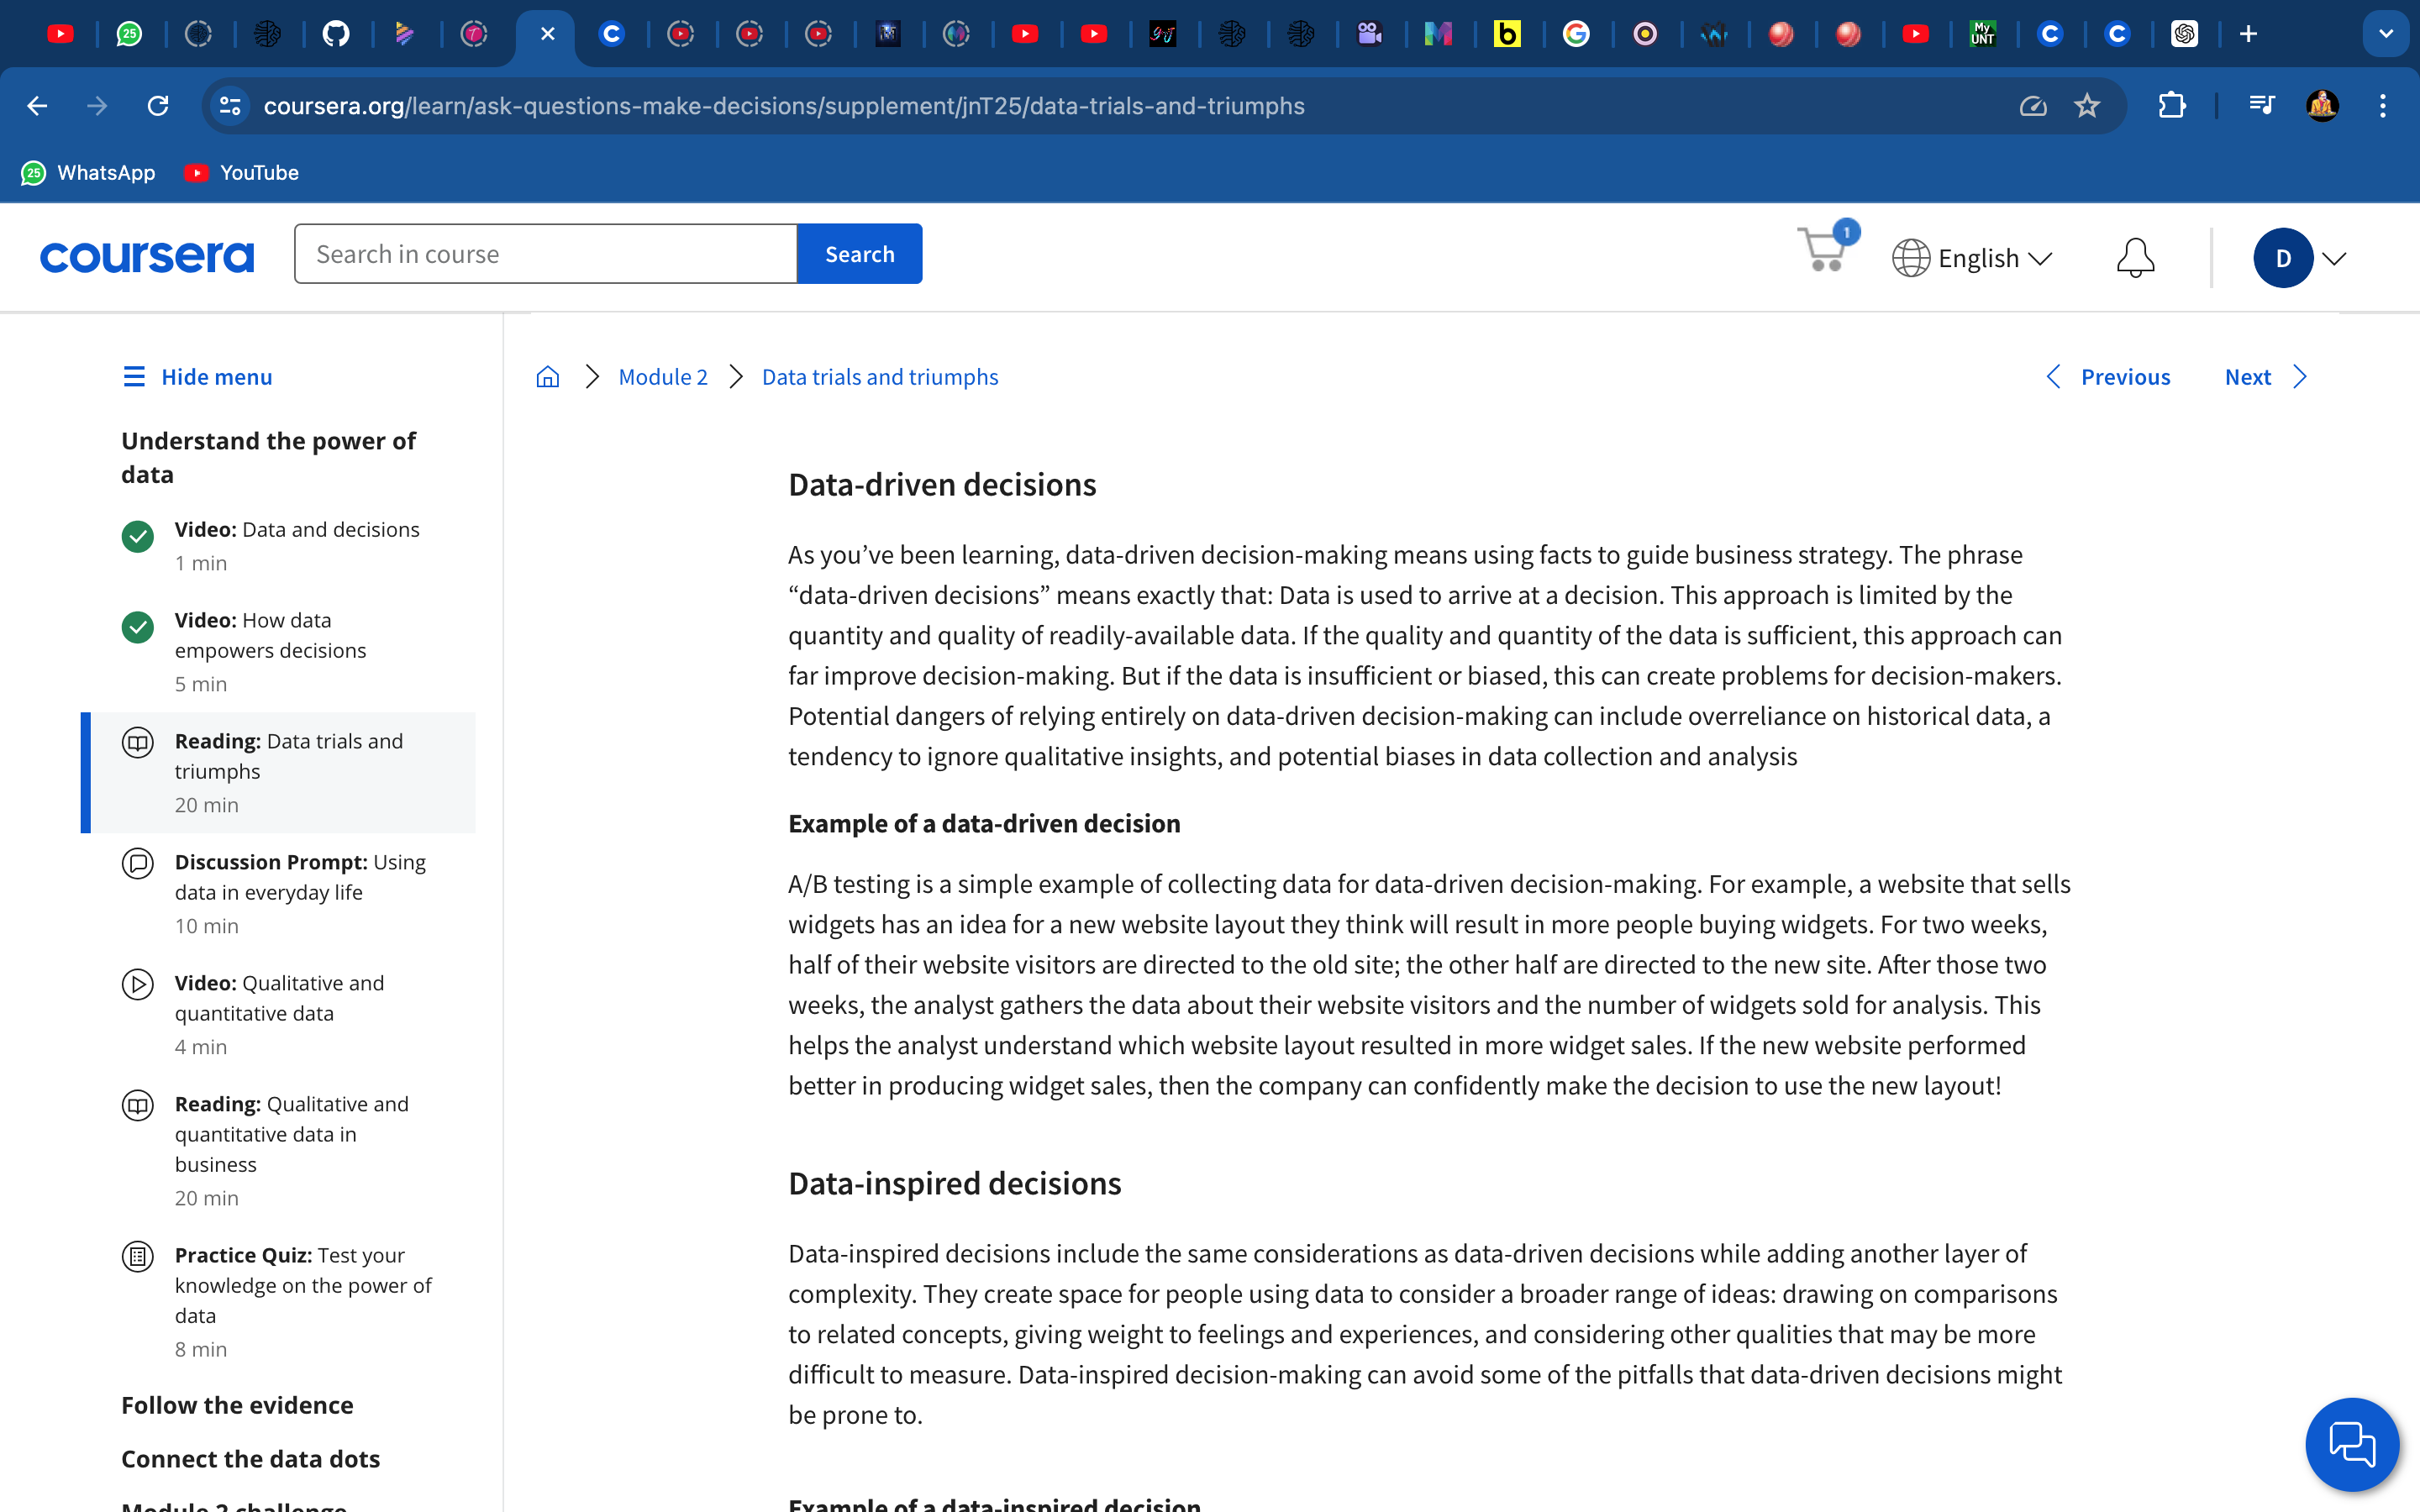 25
My
UNT
coursera.org/learn/ask-questions-make-decisions/supplement/jnT25/data-trials-and-triumphs
25 WhatsApp
YouTube
coursera
Search in course
Search
1
English
D
Hide menu
Understand the power of
data
Video: Data and decisions
1 min
Video: How data
empowers decisions
5 min
Reading: Data trials and
triumphs
20 min
Discussion Prompt: Using
data in everyday life
10 min
Video: Qualitative and
quantitative data
4 min
Reading: Qualitative and
quantitative data in
business
20 min
Practice Quiz: Test your
knowledge on the power of
data
8 min
Follow the evidence
Connect the data dots
Module 2 challenge
Module 2
Data trials and triumphs
Previous
Next
Data-driven decisions
As you’ve been learning, data-driven decision-making means using facts to guide business strategy. The phrase
“data-driven decisions” means exactly that: Data is used to arrive at a decision. This approach is limited by the
quantity and quality of readily-available data. If the quality and quantity of the data is sufficient, this approach can
far improve decision-making. But if the data is insufficient or biased, this can create problems for decision-makers.
Potential dangers of relying entirely on data-driven decision-making can include overreliance on historical data, a
tendency to ignore qualitative insights, and potential biases in data collection and analysis
Example of a data-driven decision
A/B testing is a simple example of collecting data for data-driven decision-making. For example, a website that sells
widgets has an idea for a new website layout they think will result in more people buying widgets. For two weeks,
half of their website visitors are directed to the old site; the other half are directed to the new site. After those two
weeks, the analyst gathers the data about their website visitors and the number of widgets sold for analysis. This
helps the analyst understand which website layout resulted in more widget sales. If the new website performed
better in producing widget sales, then the company can confidently make the decision to use the new layout!
Data-inspired decisions
Data-inspired decisions include the same considerations as data-driven decisions while adding another layer of
complexity. They create space for people using data to consider a broader range of ideas: drawing on comparisons
to related concepts, giving weight to feelings and experiences, and considering other qualities that may be more
difficult to measure. Data-inspired decision-making can avoid some of the pitfalls that data-driven decisions might
be prone to.
Example of a data-inspired decision